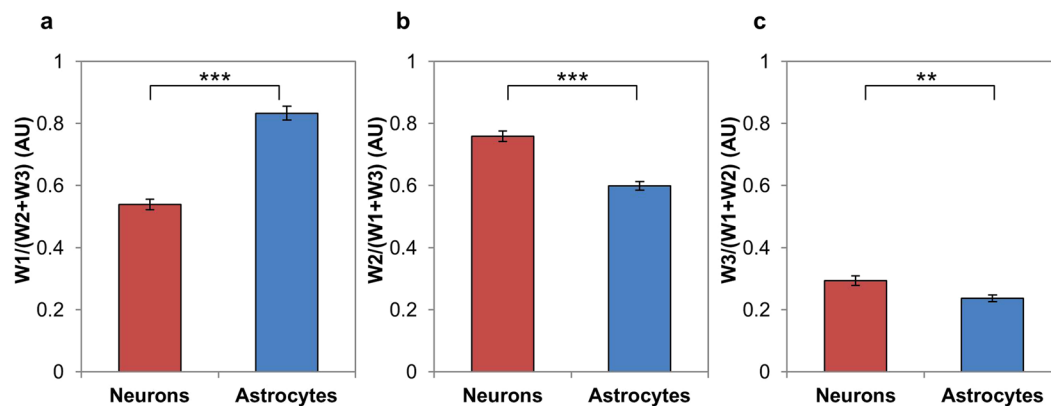 a
W1/(W2+W3) (AU)
1
0.8
0.6
0.4
0.2
0
***
Neurons Astrocytes
b
W2/(W1+W3) (AU)
1
0.8
0.6
0.4
0.2
0
***
Neurons Astrocytes
c
W3/(W1+W2) (AU)
1
0.8
0.6
0.4
0.2
0
**
Neurons Astrocytes